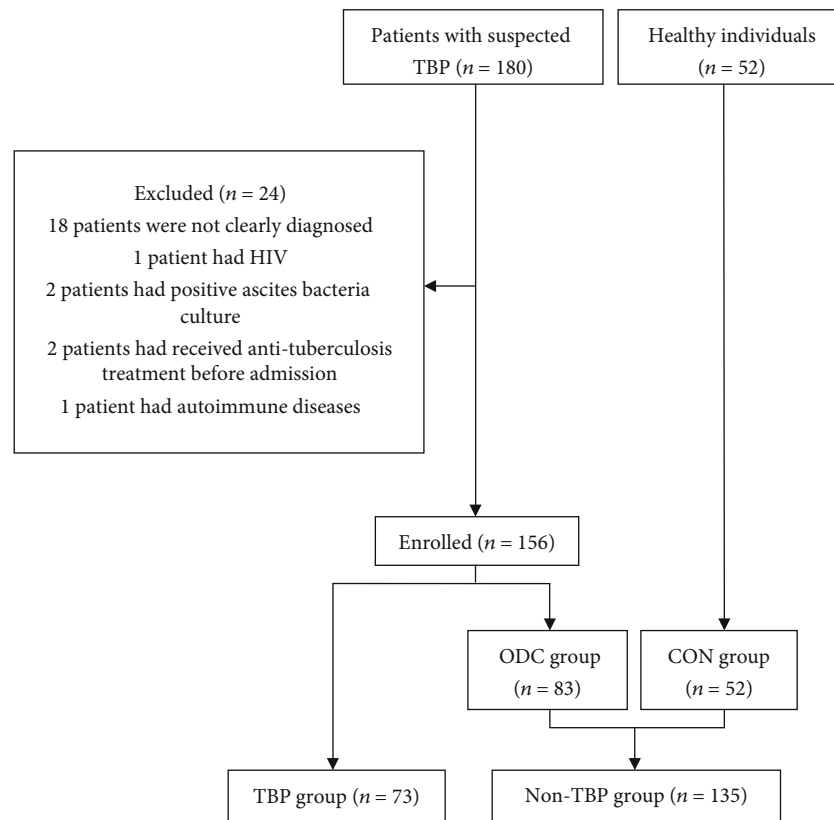 Patients with suspected
TBP (n = 180)
Healthy individuals
(n = 52)
Excluded (n = 24)
18 patients were not clearly diagnosed
1 patient had HIV
2 patients had positive ascites bacteria
culture
2 patients had received anti-tuberculosis
treatment before admission
1 patient had autoimmune diseases
Enrolled (n = 156)
ODC group
(n = 83)
CON group
(n = 52)
TBP group (n = 73)
Non-TBP group (n = 135)